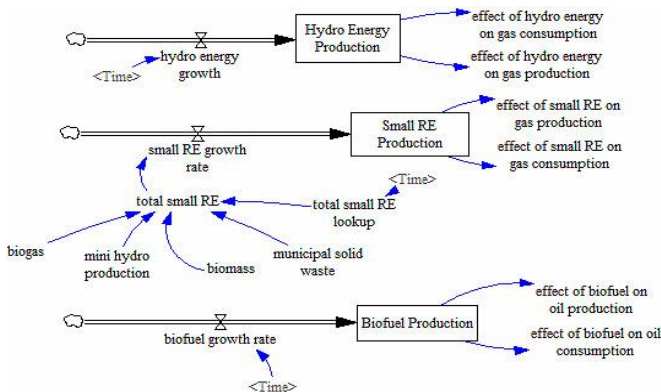 Hydro Energy
Production
effect of hydro energy
on gas consumption
effect of hydro energy
on gas production
hydro energy
growth
<Time>
effect of small RE on
gas production
Small RE
Production
effect of small RE on
gas consumption
small RE growth
rate
<Time>
total small RE
total small RE
lookup
biogas
mini hydro
production
biomass
municipal solid
waste
effect of biofuel on
oil production
Biofuel Production
effect of biofuel on oil
consumption
biofuel growth rate
<Time>